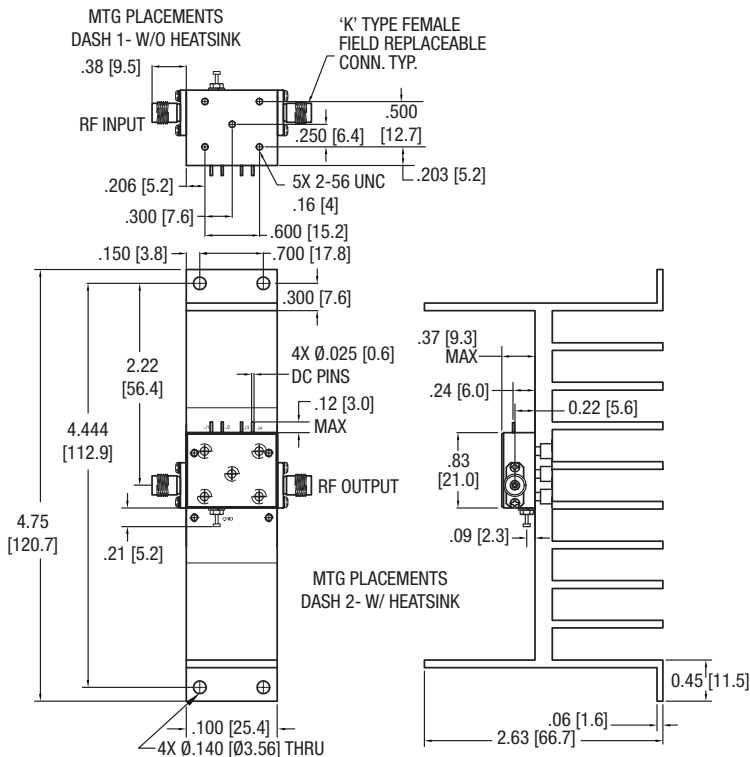 MTG PLACEMENTS
DASH 1- W/O HEATSINK
‘K’ TYPE FEMALE
FIELD REPLACEABLE
CONN. TYP.
.38 [9.5]
RF INPUT
.500
[12.7]
.250 [6.4]
.203 [5.2]
.206 [5.2]
5X 2-56 UNC
.16 [4]
.300 [7.6]
.600 [15.2]
.150 [3.8]
.700 [17.8]
.300 [7.6]
.37 [9.3]
MAX
2.22
[56.4]
4X Ø.025 [0.6]
DC PINS
.24 [6.0]
.12 [3.0]
MAX
0.22 [5.6]
4.444
[112.9]
J1 J2 J3 J4
.83
[21.0]
RF OUTPUT
4.75
[120.7]
GND
.21 [5.2]
.09 [2.3]
MTG PLACEMENTS
DASH 2- W/ HEATSINK
0.45 [11.5]
.100 [25.4]
.06 [1.6]
2.63 [66.7]
4X Ø.140 [Ø3.56] THRU